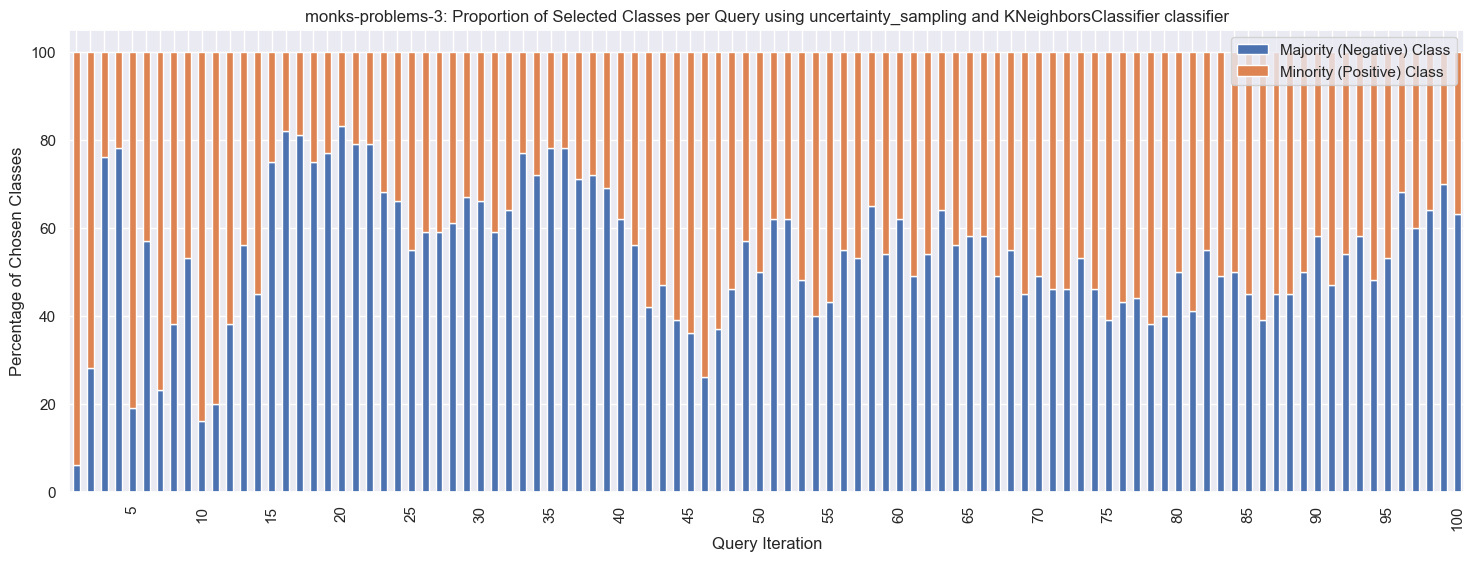 monks-problems-3: Proportion of Selected Classes per Query using uncertainty_sampling and KNeighborsClassifier classifier
Majority (Negative) Class
Minority (Positive) Class
Percentage of Chosen Classes
100
80
60
40
20
0
5 10 15 20 25 30 35 40 45 50 55 60 65 70 75 80 85 90 95 100
Query Iteration